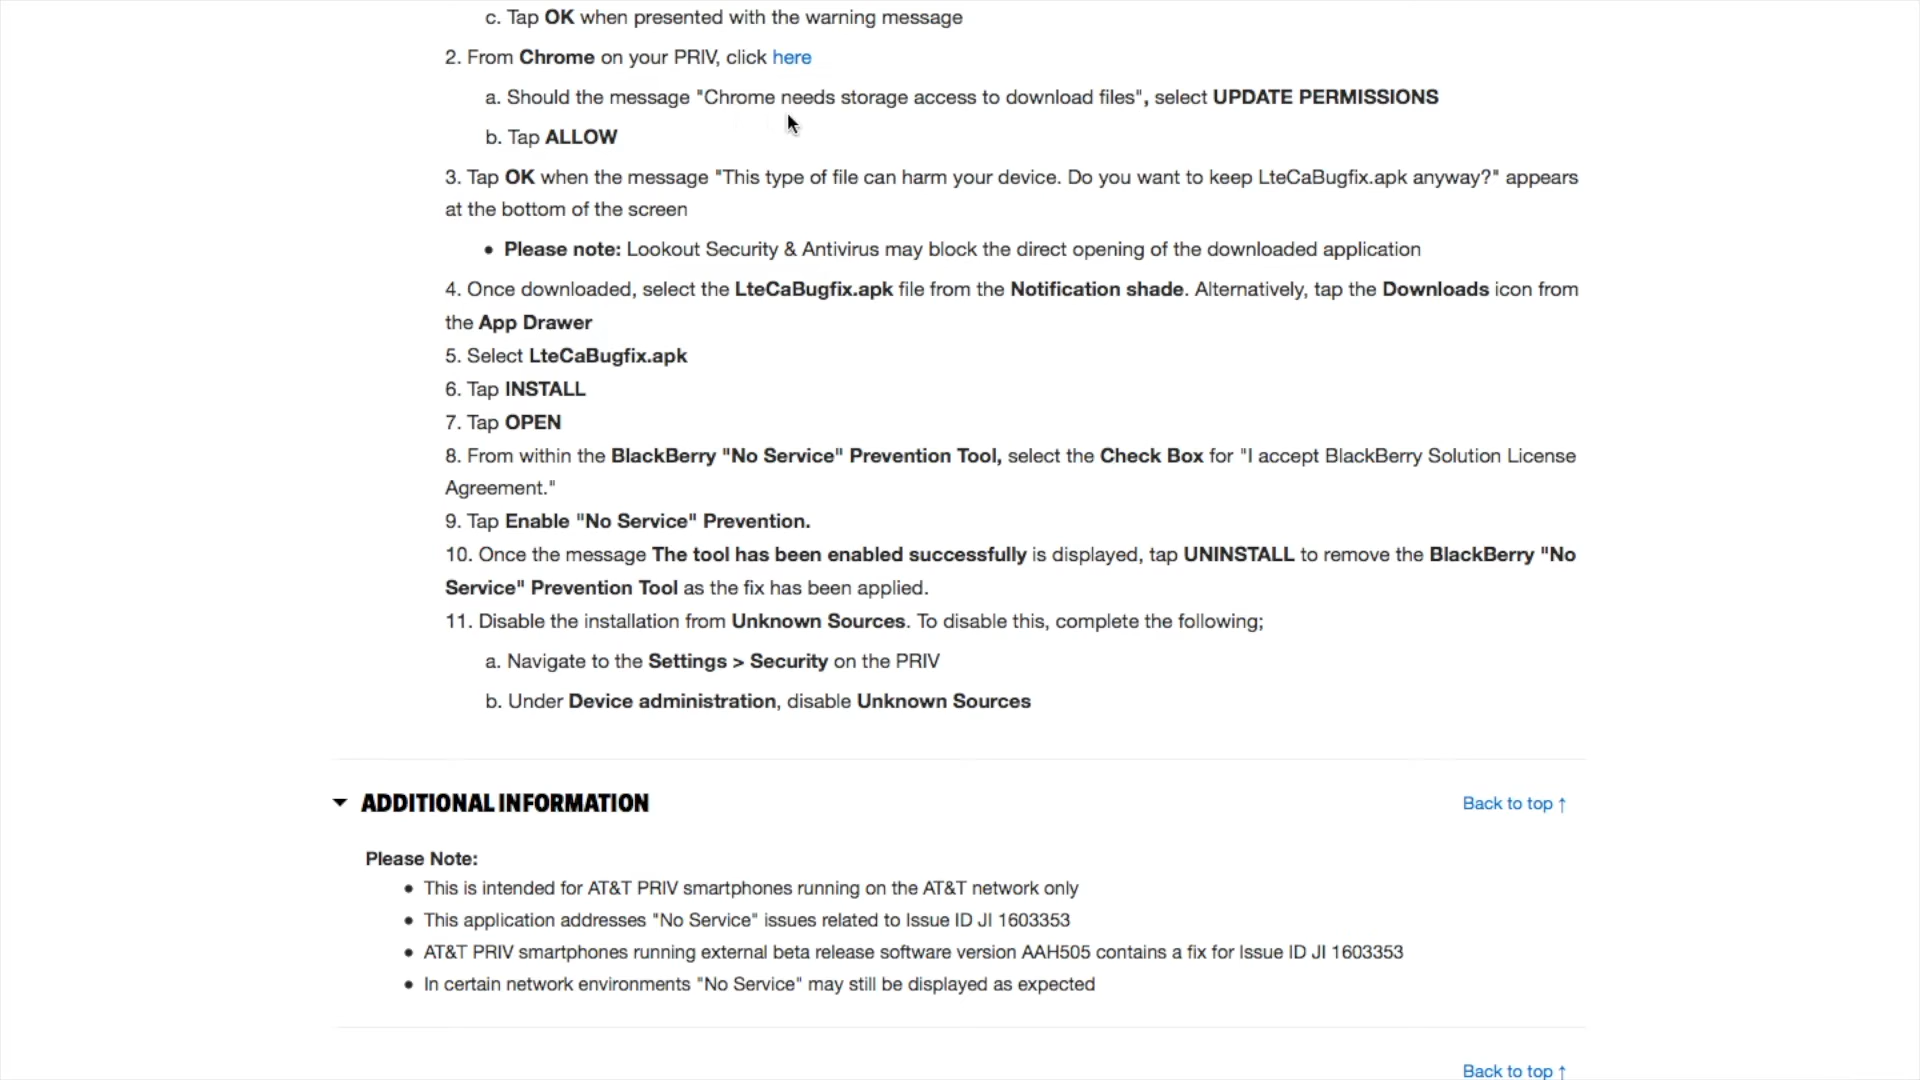 c. Tap OK when presented with the warning message
2. From Chrome on your PRIV, click here
a. Should the message "Chrome needs storage access to download files", select UPDATE PERMISSIONS
b. Tap ALLOW
3. Tap OK when the message "This type of file can harm your device. Do you want to keep LteCaBugfix.apk anyway?" appears
at the bottom of the screen
• Please note: Lookout Security & Antivirus may block the direct opening of the downloaded application
4. Once downloaded, select the LteCaBugfix.apk file from the Notification shade. Alternatively, tap the Downloads icon from
the App Drawer
5. Select LteCaBugfix.apk
6. Tap INSTALL
7. Tap OPEN
8. From within the BlackBerry "No Service" Prevention Tool, select the Check Box for "I accept BlackBerry Solution License
Agreement."
9. Tap Enable "No Service" Prevention.
10. Once the message The tool has been enabled successfully is displayed, tap UNINSTALL to remove the BlackBerry "No
Service" Prevention Tool as the fix has been applied.
11. Disable the installation from Unknown Sources. To disable this, complete the following;
a. Navigate to the Settings > Security on the PRIV
b. Under Device administration, disable Unknown Sources
ADDITIONAL INFORMATION
Back to top ↑
Please Note:
• This is intended for AT&T PRIV smartphones running on the AT&T network only
• This application addresses "No Service" issues related to Issue ID JI 1603353
• AT&T PRIV smartphones running external beta release software version AAH505 contains a fix for Issue ID JI 1603353
• In certain network environments "No Service" may still be displayed as expected
Back to top ↑